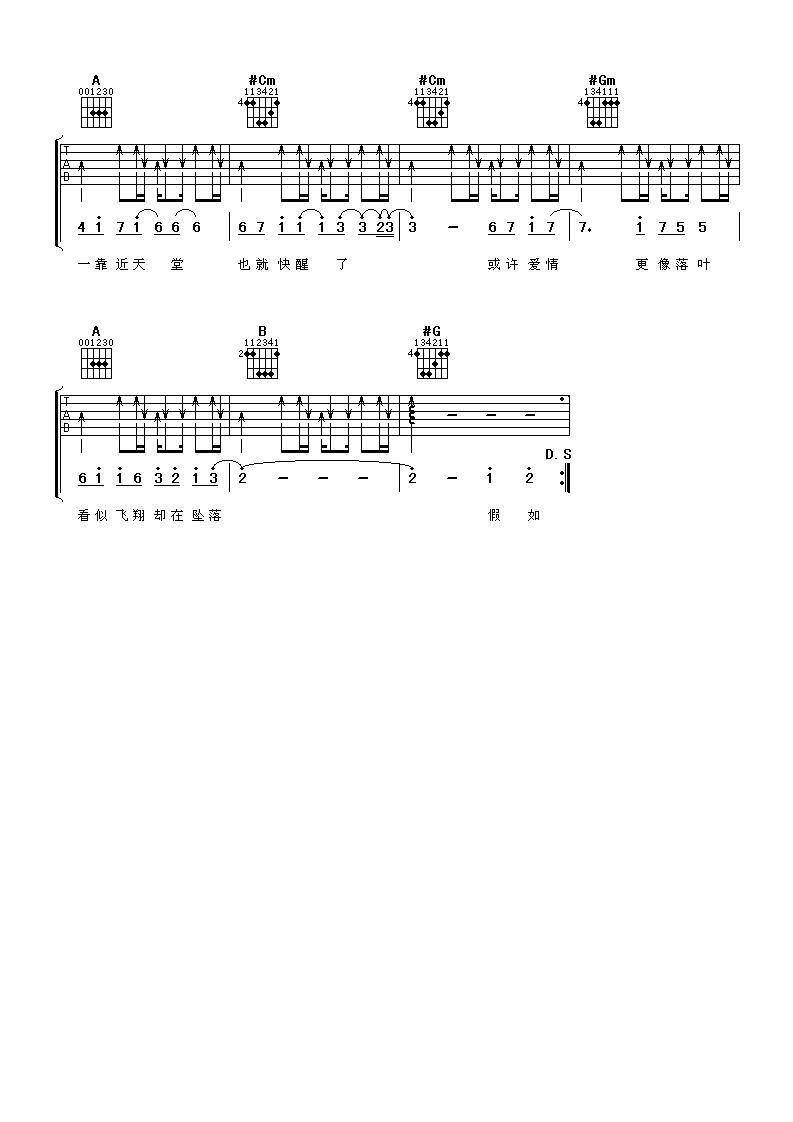 A #Cm #Cm #Gm
001230 113421 113421 134111
4 4 4
T
A
B
4 1 7 1 6 6 6 6 7 1 1 1 3 3 2 3 3 - 6 7 1 7 7. 1 7 5 5
一 靠 近 天 堂 也 就 快 醒 了 或 许 爱 情 更 像 落 叶
A B #G
001230 112341 134211
2 4
T
A
B
- - -
D.S
6 1 1 6 3 2 1 3 2 - - - 2 - 1 2
看 似 飞 翔 却 在 坠 落 假 如